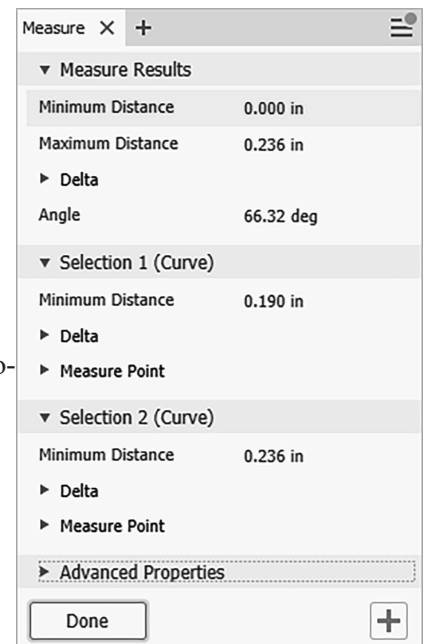 Measure × +
▼ Measure Results
Minimum Distance 0.000 in
Maximum Distance 0.236 in
▶ Delta
Angle 66.32 deg
▼ Selection 1 (Curve)
Minimum Distance 0.190 in
▶ Delta
▶ Measure Point
▼ Selection 2 (Curve)
Minimum Distance 0.236 in
▶ Delta
▶ Measure Point
▶ Advanced Properties
Done +